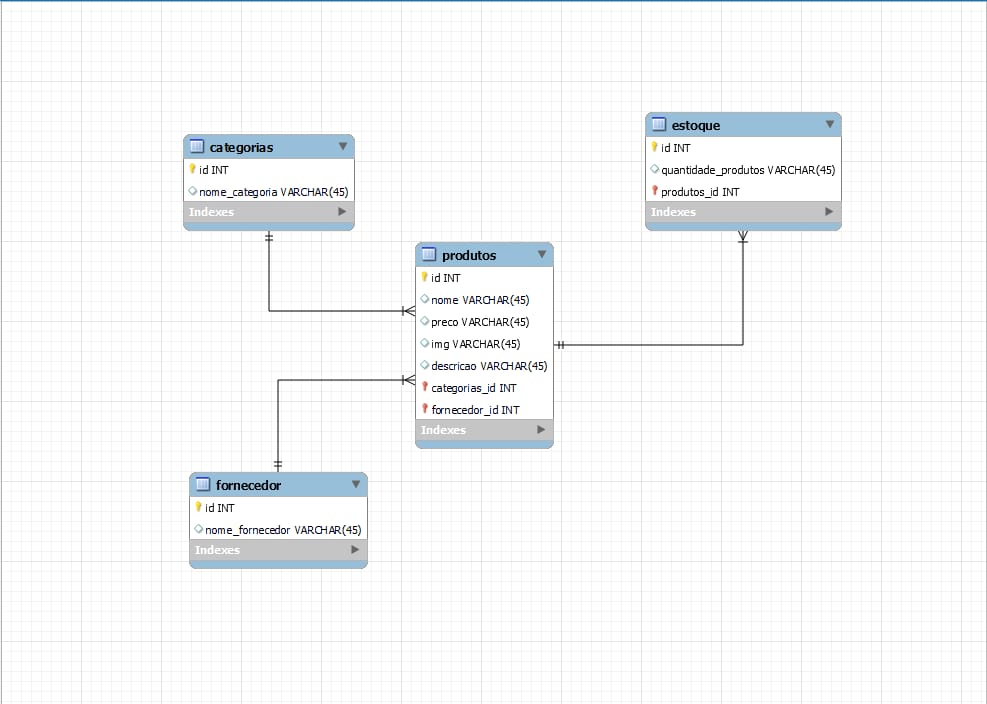 categorias
id INT
nome_categoria VARCHAR(45)
Indexes
estoque
id INT
quantidade_produtos VARCHAR(45)
produtos_id INT
Indexes
produtos
id INT
nome VARCHAR(45)
preco VARCHAR(45)
img VARCHAR(45)
descricao VARCHAR(45)
categorias_id INT
fornecedor_id INT
Indexes
fornecedor
id INT
nome_fornecedor VARCHAR(45)
Indexes